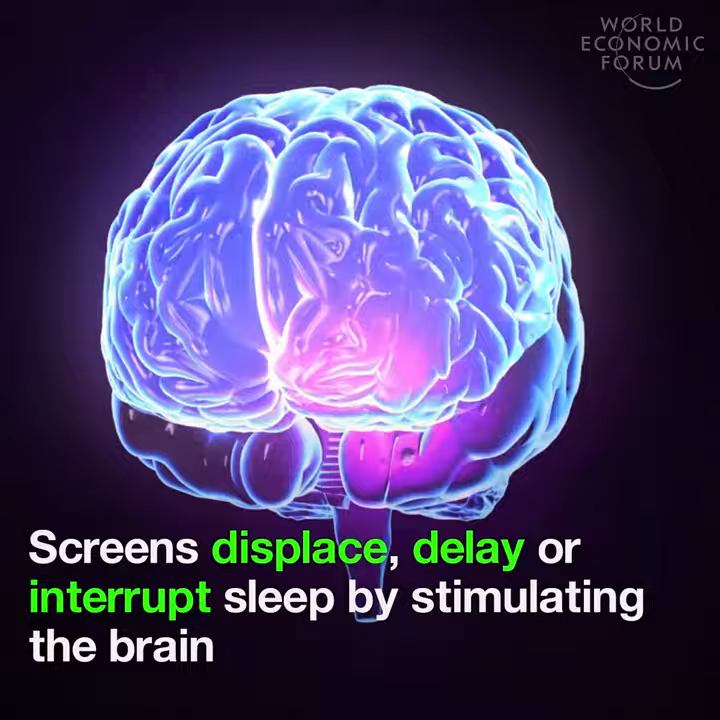 WORLD
ECONOMIC
FORUM
Screens displace, delay or
interrupt sleep by stimulating
the brain